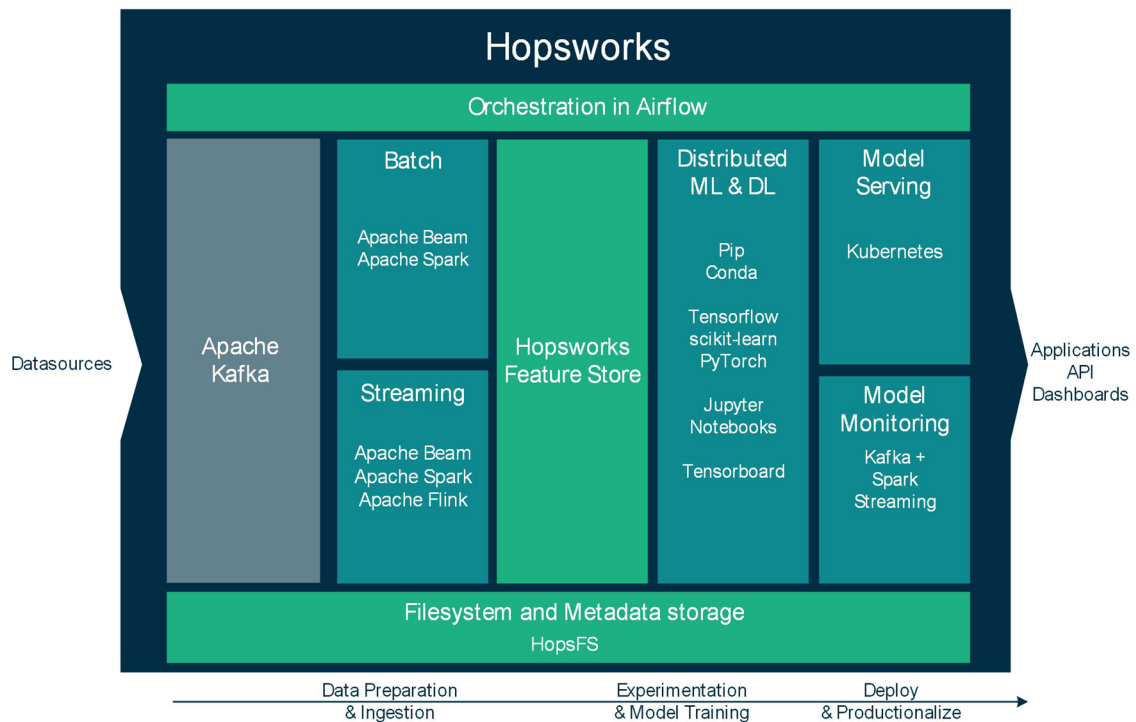 Hopsworks
Orchestration in Airflow
Datasources
Apache
Kafka
Batch
Apache Beam
Apache Spark
Streaming
Apache Beam
Apache Spark
Apache Flink
Hopsworks
Feature Store
Distributed
ML & DL
Pip
Conda
Tensorflow
scikit-learn
PyTorch
Jupyter
Notebooks
Tensorboard
Model
Serving
Kubernetes
Model
Monitoring
Kafka +
Spark
Streaming
Applications
API
Dashboards
Filesystem and Metadata storage
HopsFS
Data Preparation
& Ingestion
Experimentation
& Model Training
Deploy
& Productionalize